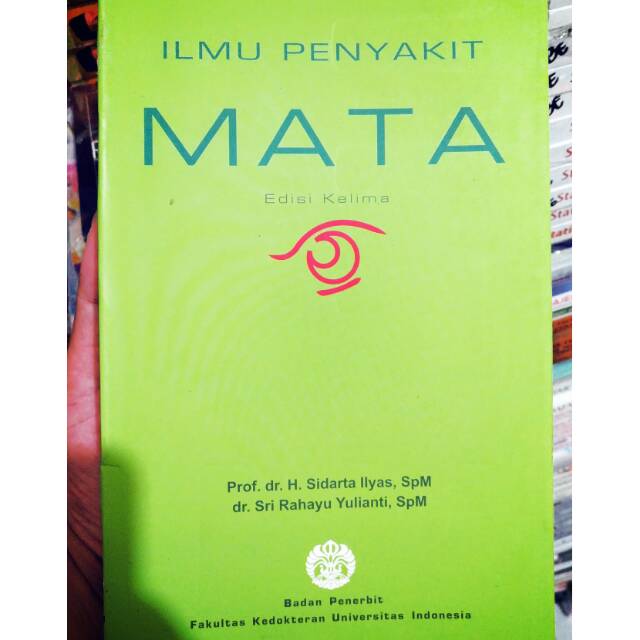 ILMU PENYAKIT
MATA
Edisi Kelima
Prof. dr. H. Sidarta Ilyas, SpM
dr. Sri Rahayu Yulianti, SpM
Badan Penerbit
Fakultas Kedokteran Universitas Indonesia